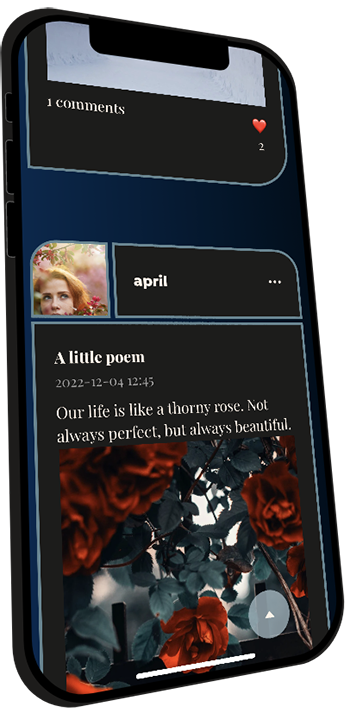 1 comments
2
april
A little poem
2022-12-04 12:45
Our life is like a thorny rose. Not
always perfect, but always beautiful.